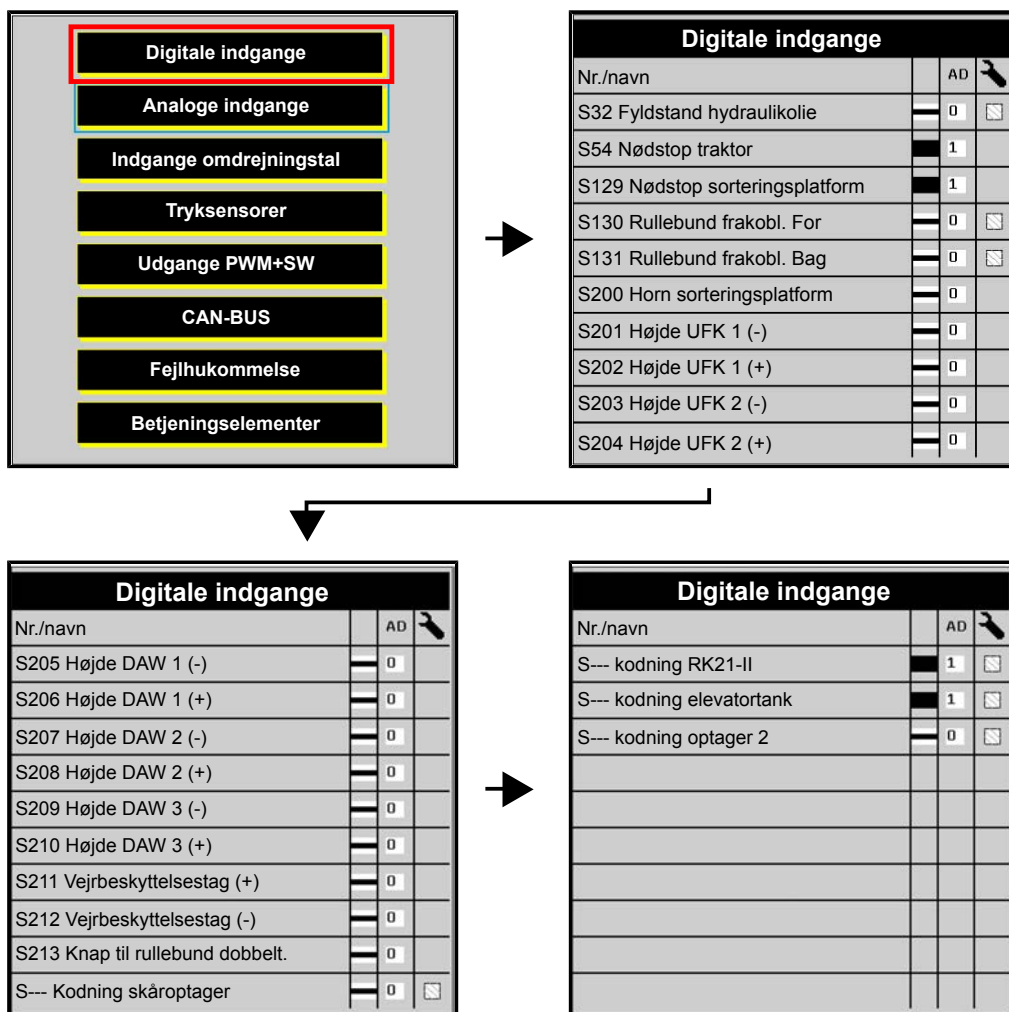 Digitale indgange
Analoge indgange
Indgange omdrejningstal
Tryksensorer
Udgange PWM+SW
CAN-BUS
Fejlhukommelse
Betjeningselementer
Digitale indgange
Nr./navn AD
S32 Fyldstand hydraulikolie 0
S54 Nødstop traktor 1
S129 Nødstop sorteringsplatform 1
S130 Rullebund frakobl. For 0
S131 Rullebund frakobl. Bag 0
S200 Horn sorteringsplatform 0
S201 Højde UFK 1 (-) 0
S202 Højde UFK 1 (+) 0
S203 Højde UFK 2 (-) 0
S204 Højde UFK 2 (+) 0
Digitale indgange
Nr./navn AD
S205 Højde DAW 1 (-) 0
S206 Højde DAW 1 (+) 0
S207 Højde DAW 2 (-) 0
S208 Højde DAW 2 (+) 0
S209 Højde DAW 3 (-) 0
S210 Højde DAW 3 (+) 0
S211 Vejrbeskyttelsestag (+) 0
S212 Vejrbeskyttelsestag (-) 0
S213 Knap til rullebund dobbelt. 0
S--- Kodning skåroptager 0
Digitale indgange
Nr./navn AD
S--- kodning RK21-II 1
S--- kodning elevatortank 1
S--- kodning optager 2 0